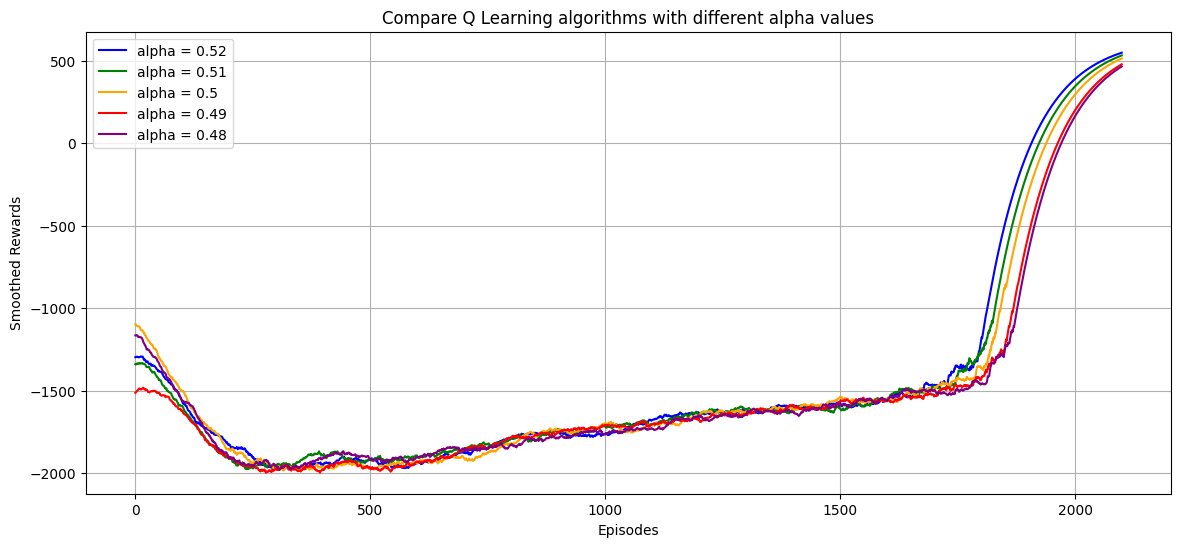 Compare Q Learning algorithms with different alpha values
alpha = 0.52
alpha = 0.51
alpha = 0.5
alpha = 0.49
alpha = 0.48
500
0
−500
−1000
−1500
−2000
Smoothed Rewards
0
500
1000
1500
2000
Episodes